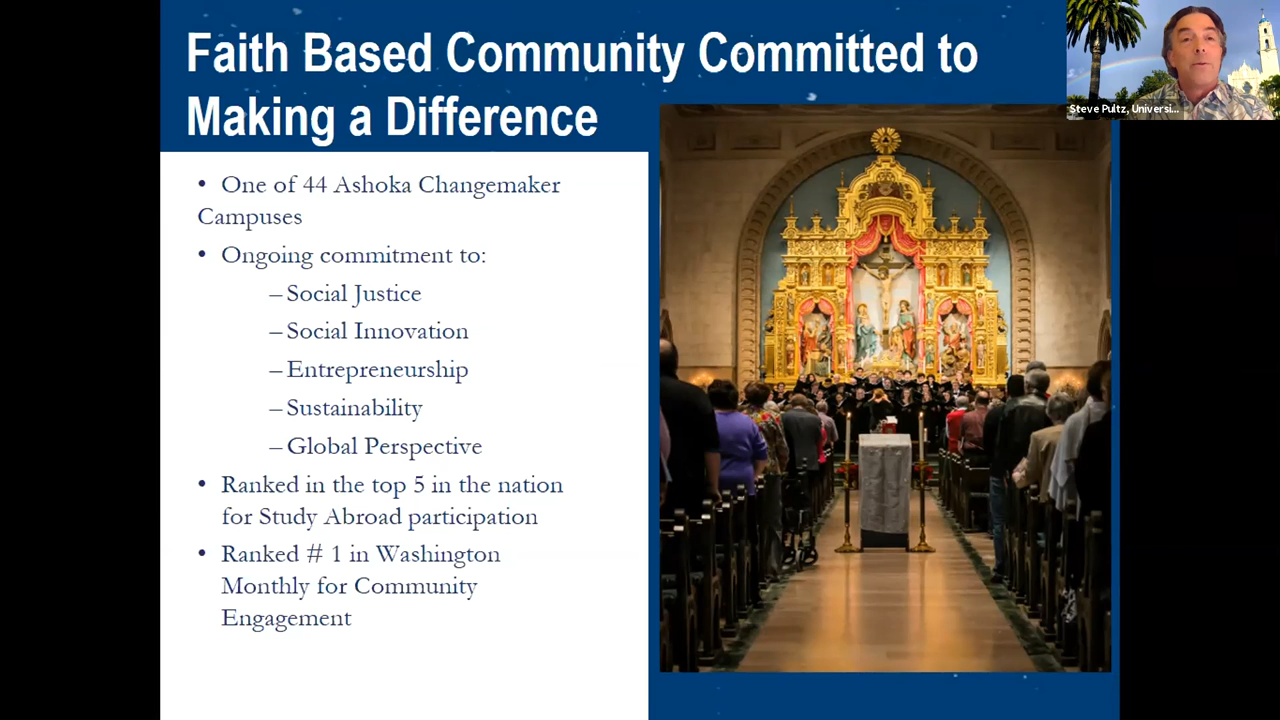 Faith Based Community Committed to
Making a Difference
Steve Pultz, Universi...
• One of 44 Ashoka Changemaker
Campuses
• Ongoing commitment to:
– Social Justice
– Social Innovation
– Entrepreneurship
– Sustainability
– Global Perspective
• Ranked in the top 5 in the nation
for Study Abroad participation
• Ranked # 1 in Washington
Monthly for Community
Engagement